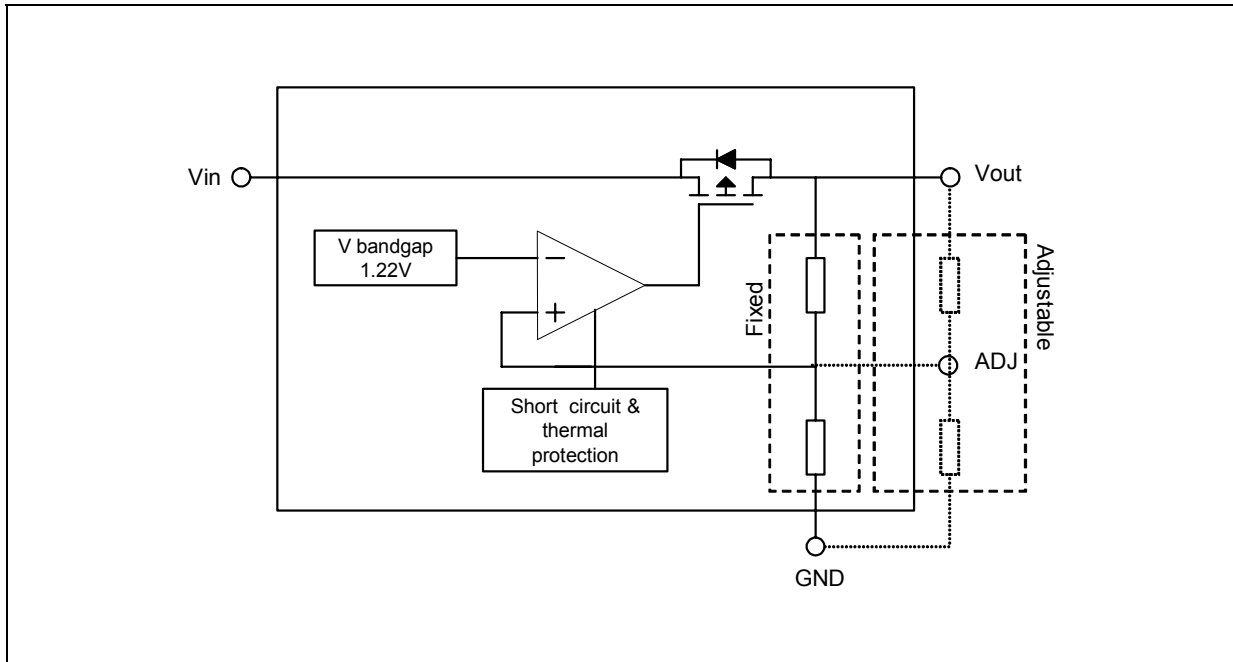 Vin
Vout
V bandgap
1.22V
−
+
Fixed
Adjustable
ADJ
Short circuit &
thermal
protection
GND